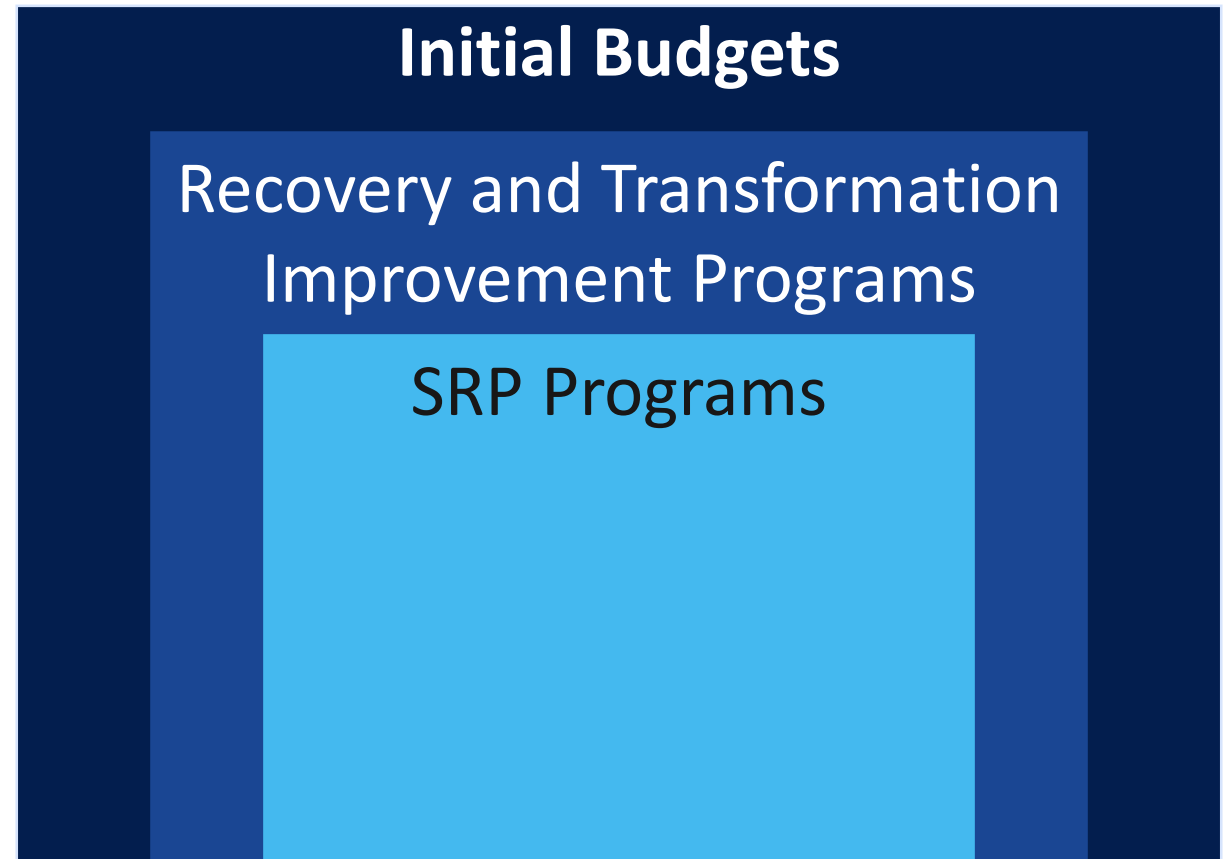 Initial Budgets
Recovery and Transformation
Improvement Programs
SRP Programs